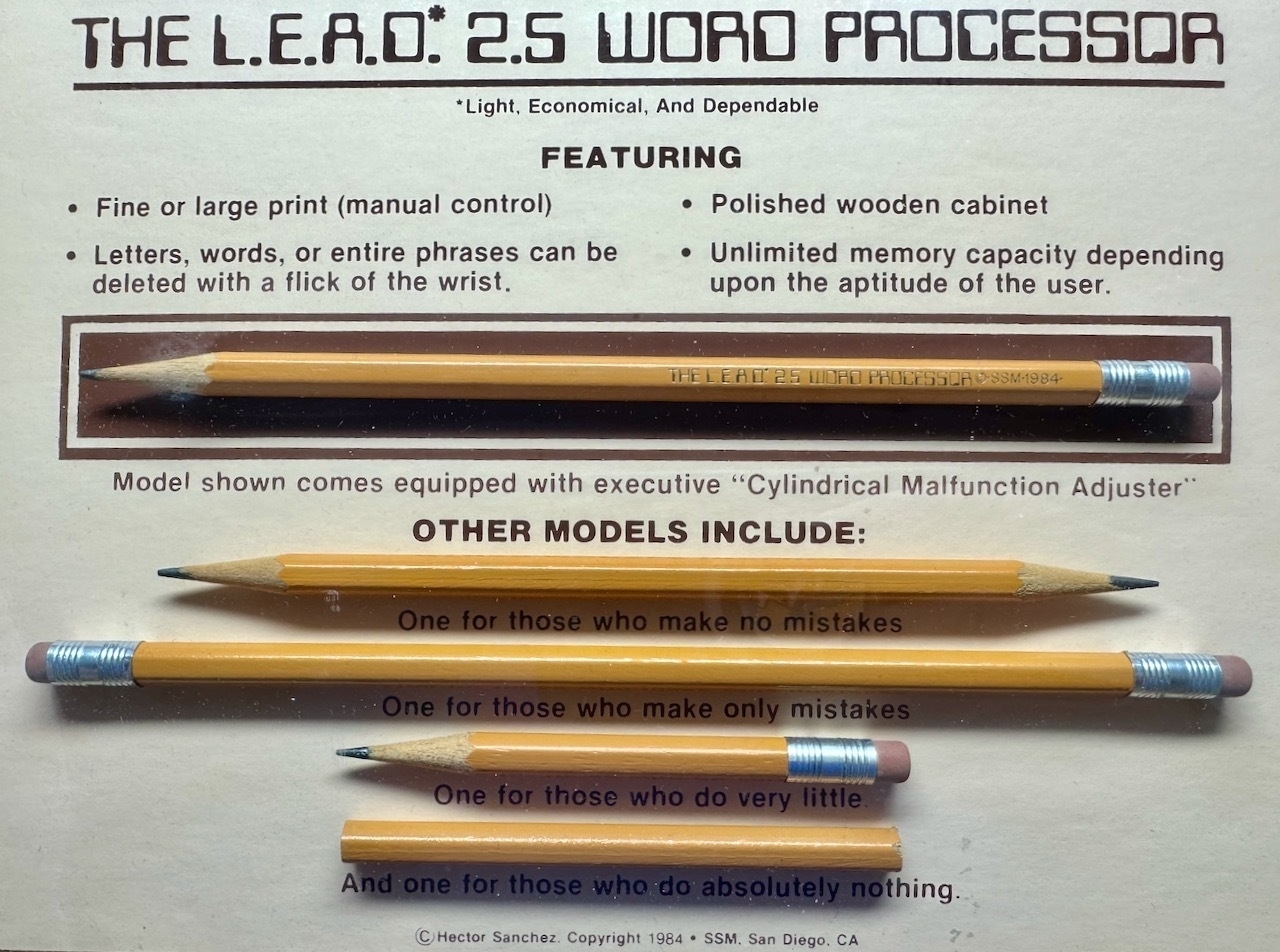 THE L.E.A.D.* 2.5 WORD PROCESSOR
*Light, Economical, And Dependable
FEATURING
• Fine or large print (manual control)
• Letters, words, or entire phrases can be
deleted with a flick of the wrist.
• Polished wooden cabinet
• Unlimited memory capacity depending
upon the aptitude of the user.
THE L.E.A.D.* 2.5 WORD PROCESSOR © SSM·1984·
Model shown comes equipped with executive “Cylindrical Malfunction Adjuster”
OTHER MODELS INCLUDE:
One for those who make no mistakes
One for those who make only mistakes
One for those who do very little.
And one for those who do absolutely nothing.
©Hector Sanchez. Copyright 1984 • SSM, San Diego, CA